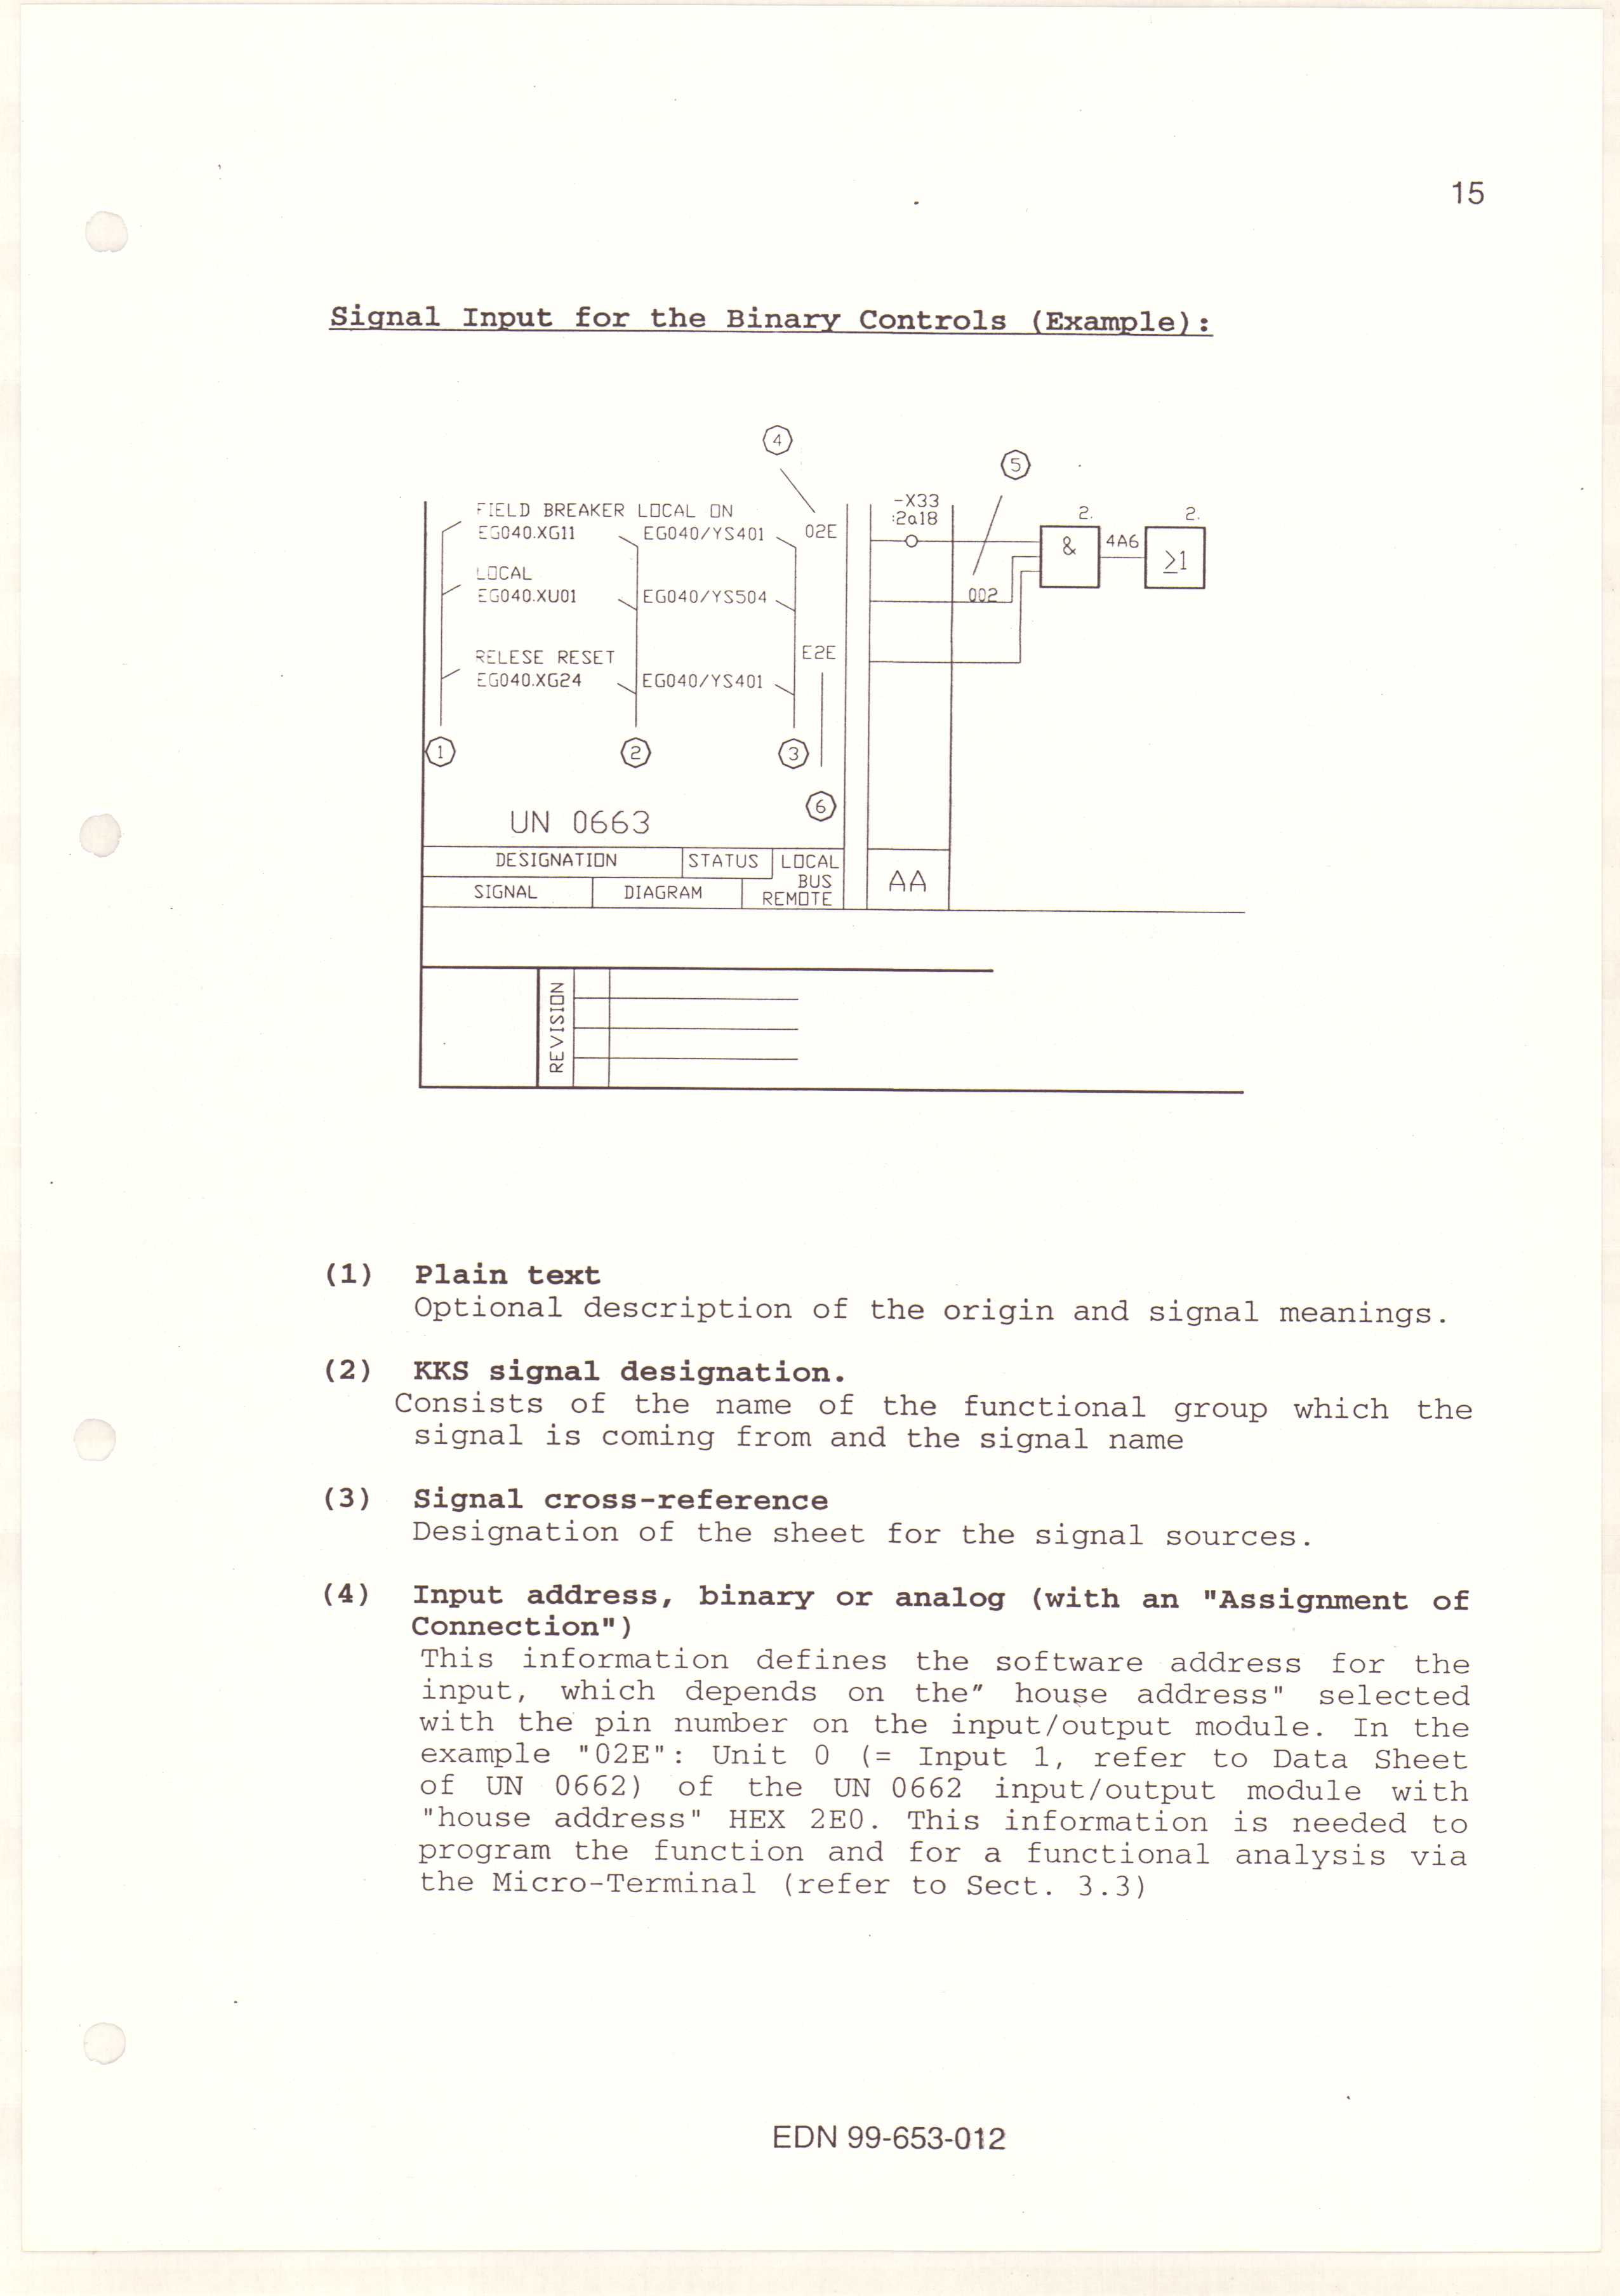 15
Signal Input for the Binary Controls (Example):
4
5
FIELD BREAKER LOCAL ON
EG040.XG11 EG040/YS401 02E
-X33
:2a18
2. 2.
& 4A6 ≥1
LOCAL
EG040.XU01 EG040/YS504
002
RELESE RESET E2E
EG040.XG24 EG040/YS401
1 2 3
6
UN 0663
DESIGNATION STATUS LOCAL
BUS
SIGNAL DIAGRAM REMOTE
AA
REVISION
(1) Plain text
Optional description of the origin and signal meanings.
(2) KKS signal designation.
Consists of the name of the functional group which the
signal is coming from and the signal name
(3) Signal cross-reference
Designation of the sheet for the signal sources.
(4) Input address, binary or analog (with an "Assignment of
Connection")
This information defines the software address for the
input, which depends on the" house address" selected
with the pin number on the input/output module. In the
example "02E": Unit 0 (= Input 1, refer to Data Sheet
of UN 0662) of the UN 0662 input/output module with
"house address" HEX 2E0. This information is needed to
program the function and for a functional analysis via
the Micro-Terminal (refer to Sect. 3.3)
EDN 99-653-012